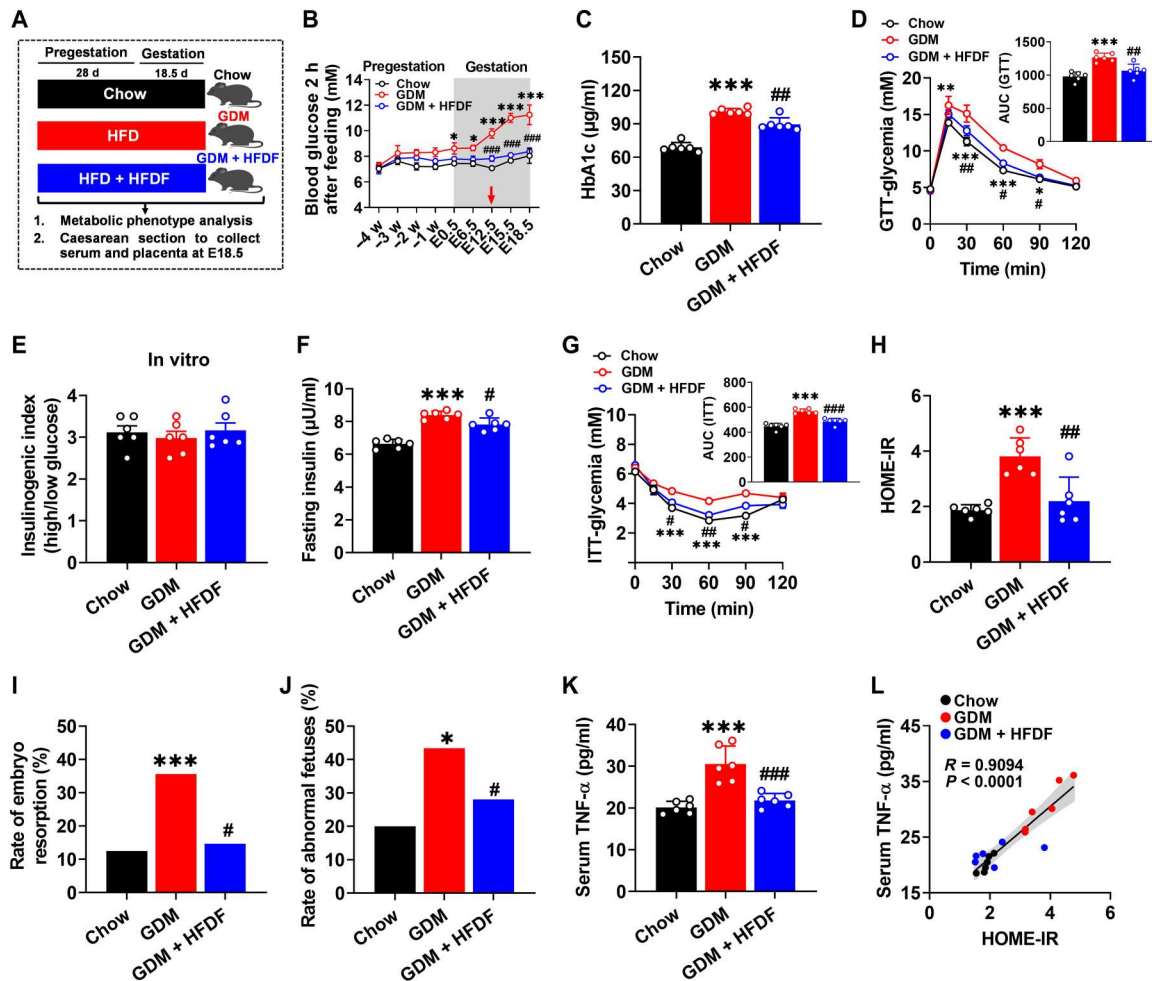 A
Pregestation Gestation
28 d 18.5 d
Chow
Chow
HFD
GDM
HFD + HFDF
GDM + HFDF
1. Metabolic phenotype analysis
2. Caesarean section to collect
serum and placenta at E18.5
B
Blood glucose 2 h
after feeding (mM)
Pregestation Gestation
Chow
GDM
GDM + HFDF
14
12
10
8
6
4
2
0
* * *** *** ***
### ### ###
−4 w
−3 w
−2 w
−1 w
E0.5
E6.5
E12.5
E15.5
E18.5
C
HbA1c (μg/ml)
150
120
90
60
30
0
***
##
Chow
GDM
GDM + HFDF
D
Chow
GDM
GDM + HFDF
GTT-glycemia (mM)
20
15
10
5
0
**
***
##
***
#
*
#
0 30 60 90 120
Time (min)
AUC (GTT)
1500
1000
500
0
***
##
E
In vitro
Insulinogenic index
(high/low glucose)
4
3
2
1
0
Chow
GDM
GDM + HFDF
F
Fasting insulin (μU/ml)
10
8
6
4
2
0
***
#
Chow
GDM
GDM + HFDF
G
Chow
GDM
GDM + HFDF
ITT-glycemia (mM)
10
8
6
4
2
0
#
***
##
***
#
***
0 30 60 90 120
Time (min)
AUC (ITT)
800
600
400
200
0
***
###
H
HOME-IR
6
4
2
0
***
##
Chow
GDM
GDM + HFDF
I
Rate of embryo
resorption (%)
50
40
30
20
10
0
***
#
Chow
GDM
GDM + HFDF
J
Rate of abnormal fetuses (%)
50
40
30
20
10
0
*
#
Chow
GDM
GDM + HFDF
K
Serum TNF-α (pg/ml)
40
30
20
10
0
***
###
Chow
GDM
GDM + HFDF
L
Chow
GDM
GDM + HFDF
R = 0.9094
P < 0.0001
Serum TNF-α (pg/ml)
45
35
25
15
0 2 4 6
HOME-IR